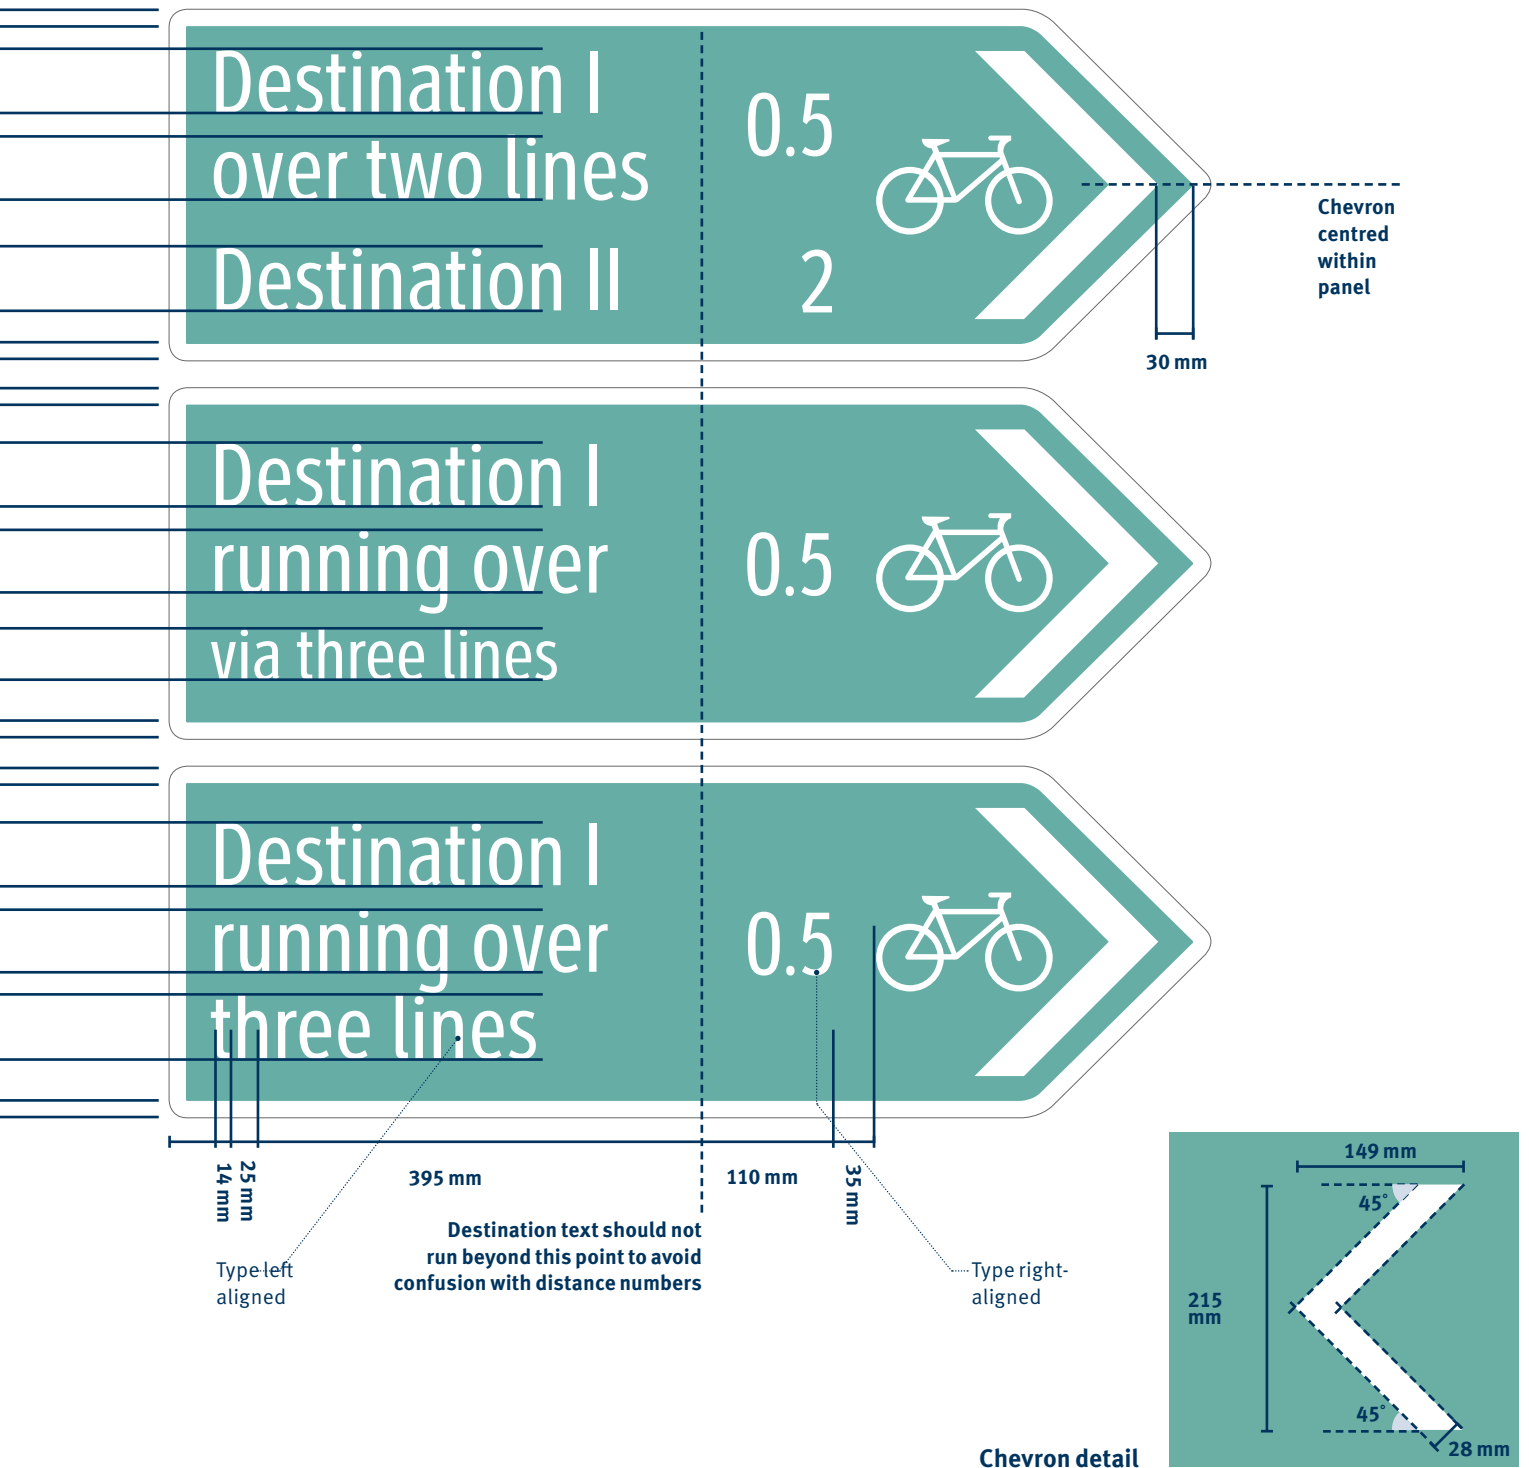 Destination I
over two lines
0.5
Destination II
2
Chevron
centred
within
panel
30 mm
Destination I
running over
via three lines
0.5
Destination I
running over
three lines
0.5
14 mm
25 mm
395 mm
110 mm
35 mm
Destination text should not
run beyond this point to avoid
confusion with distance numbers
Type left
aligned
Type right-
aligned
149 mm
45°
215
mm
45°
28 mm
Chevron detail